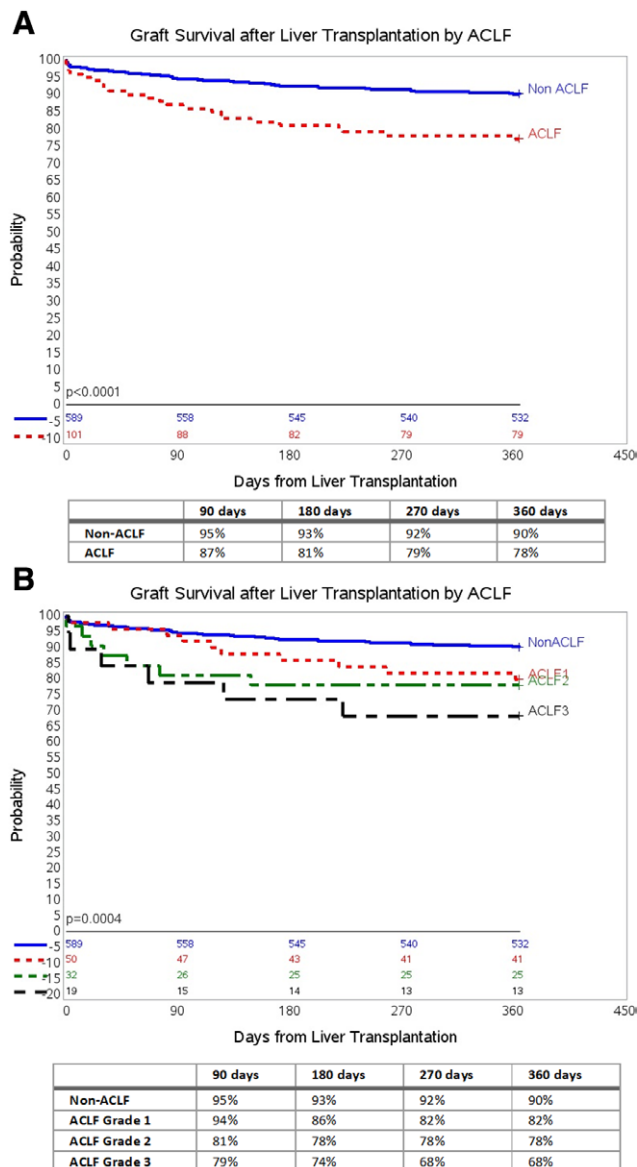 A
Graft Survival after Liver Transplantation by ACLF
100
95
90
85
80
75
70
65
60
55
50
45
40
35
30
25
20
15
10
5
0
-5
-10
Probability
Non ACLF
ACLF
p<0.0001
589 558 545 540 532
101 88 82 79 79
0 90 180 270 360 450
Days from Liver Transplantation
90 days 180 days 270 days 360 days
Non-ACLF 95% 93% 92% 90%
ACLF 87% 81% 79% 78%
B
Graft Survival after Liver Transplantation by ACLF
100
95
90
85
80
75
70
65
60
55
50
45
40
35
30
25
20
15
10
5
0
-5
-10
-15
-20
Probability
NonACLF
ACLF1
ACLF2
ACLF3
p=0.0004
589 558 545 540 532
50 47 43 41 41
32 26 25 25 25
19 15 14 13 13
0 90 180 270 360 450
Days from Liver Transplantation
90 days 180 days 270 days 360 days
Non-ACLF 95% 93% 92% 90%
ACLF Grade 1 94% 86% 82% 82%
ACLF Grade 2 81% 78% 78% 78%
ACLF Grade 3 79% 74% 68% 68%